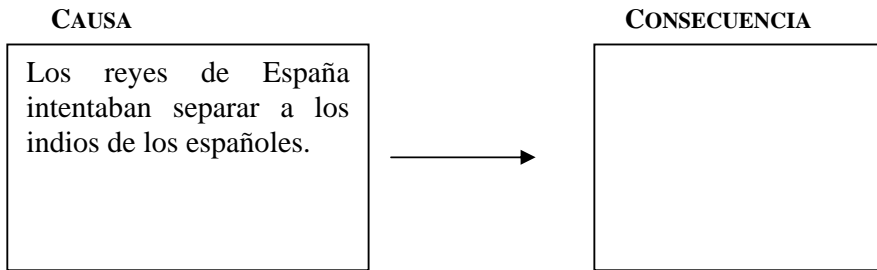 CAUSA
CONSECUENCIA
Los reyes de España
intentaban separar a los
indios de los españoles.